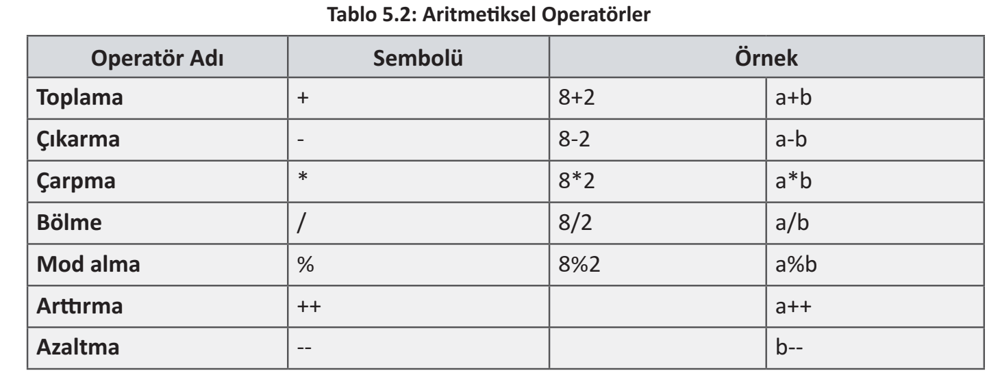 Tablo 5.2: Aritmetiksel Operatörler
Operatör Adı Sembolü Örnek
Toplama + 8+2 a+b
Çıkarma - 8-2 a-b
Çarpma * 8*2 a*b
Bölme / 8/2 a/b
Mod alma % 8%2 a%b
Arttırma ++ a++
Azaltma -- b--